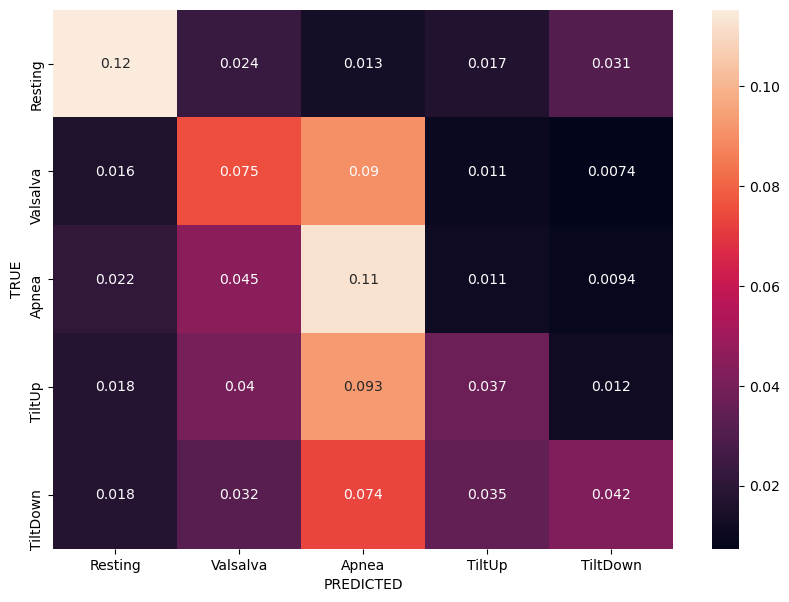 Resting 0.12 0.024 0.013 0.017 0.031
Valsalva 0.016 0.075 0.09 0.011 0.0074
Apnea 0.022 0.045 0.11 0.011 0.0094
TiltUp 0.018 0.04 0.093 0.037 0.012
TiltDown 0.018 0.032 0.074 0.035 0.042
TRUE
Resting Valsalva Apnea TiltUp TiltDown
PREDICTED
0.10
0.08
0.06
0.04
0.02